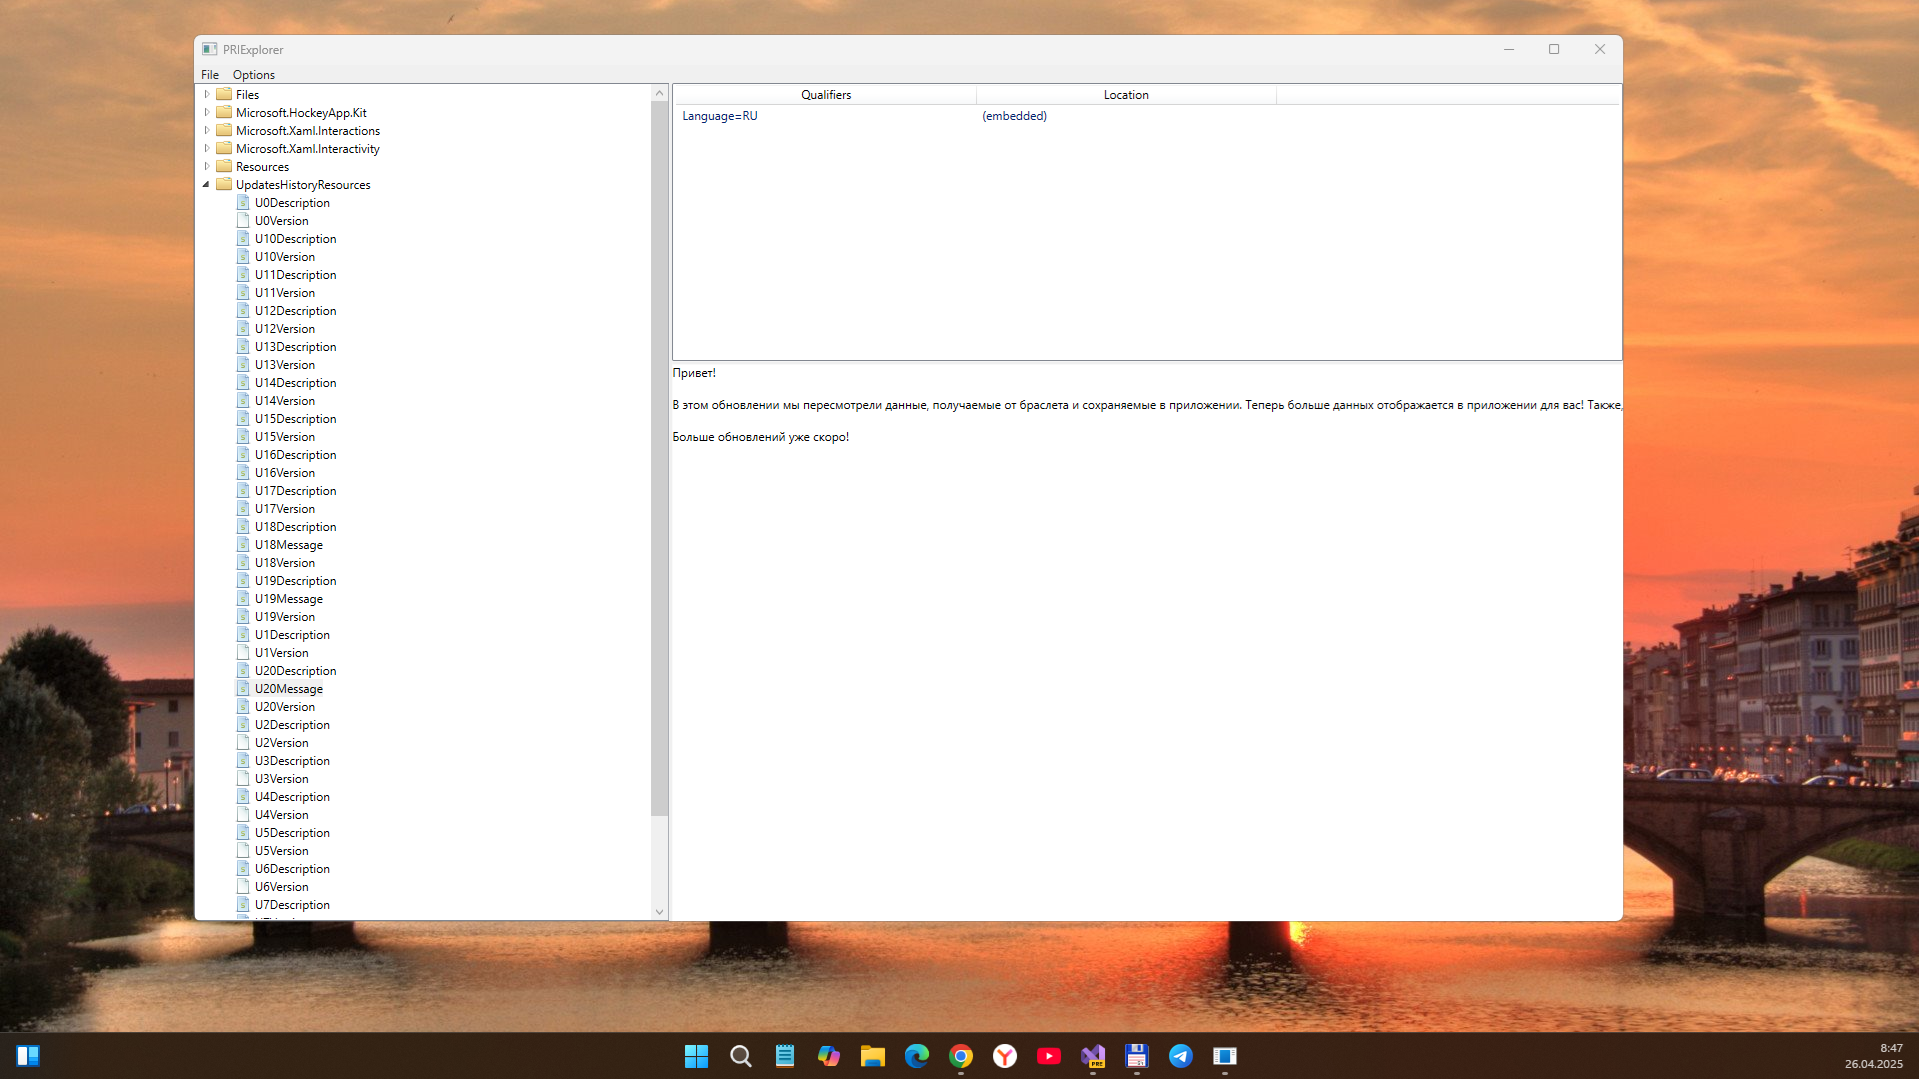 PRIExplorer
File Options
Files
Microsoft.HockeyApp.Kit
Microsoft.Xaml.Interactions
Microsoft.Xaml.Interactivity
Resources
UpdatesHistoryResources
U0Description
U0Version
U10Description
U10Version
U11Description
U11Version
U12Description
U12Version
U13Description
U13Version
U14Description
U14Version
U15Description
U15Version
U16Description
U16Version
U17Description
U17Version
U18Description
U18Message
U18Version
U19Description
U19Message
U19Version
U1Description
U1Version
U20Description
U20Message
U20Version
U2Description
U2Version
U3Description
U3Version
U4Description
U4Version
U5Description
U5Version
U6Description
U6Version
U7Description
Qualifiers Location
Language=RU (embedded)
Привет!
В этом обновлении мы пересмотрели данные, получаемые от браслета и сохраняемые в приложении. Теперь больше данных отображается в приложении для вас! Также,
Больше обновлений уже скоро!
PRE
8:47
26.04.2025